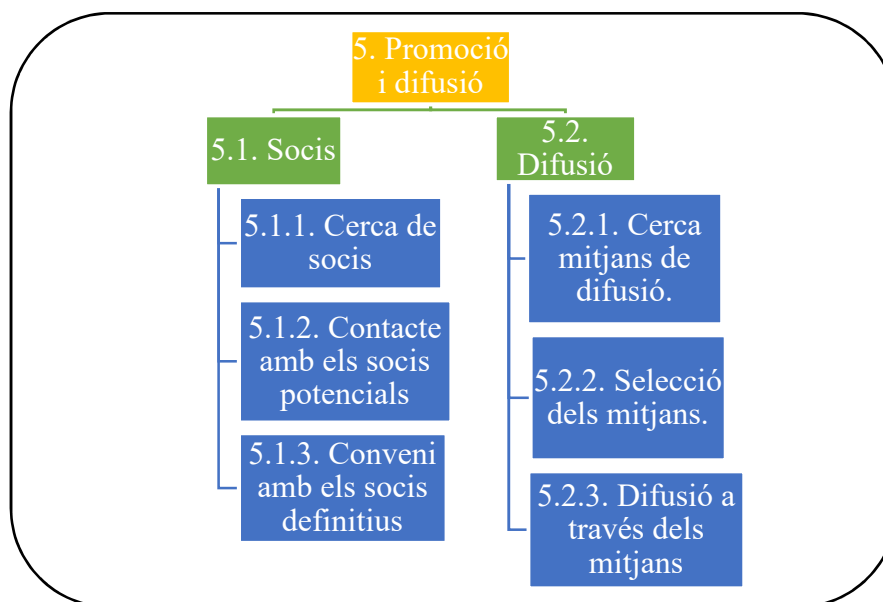 5. Promoció
i difusió
5.1. Socis
5.1.1. Cerca de
socis
5.1.2. Contacte
amb els socis
potencials
5.1.3. Conveni
amb els socis
definitius
5.2.
Difusió
5.2.1. Cerca
mitjans de
difusió.
5.2.2. Selecció
dels mitjans.
5.2.3. Difusió a
través dels
mitjans